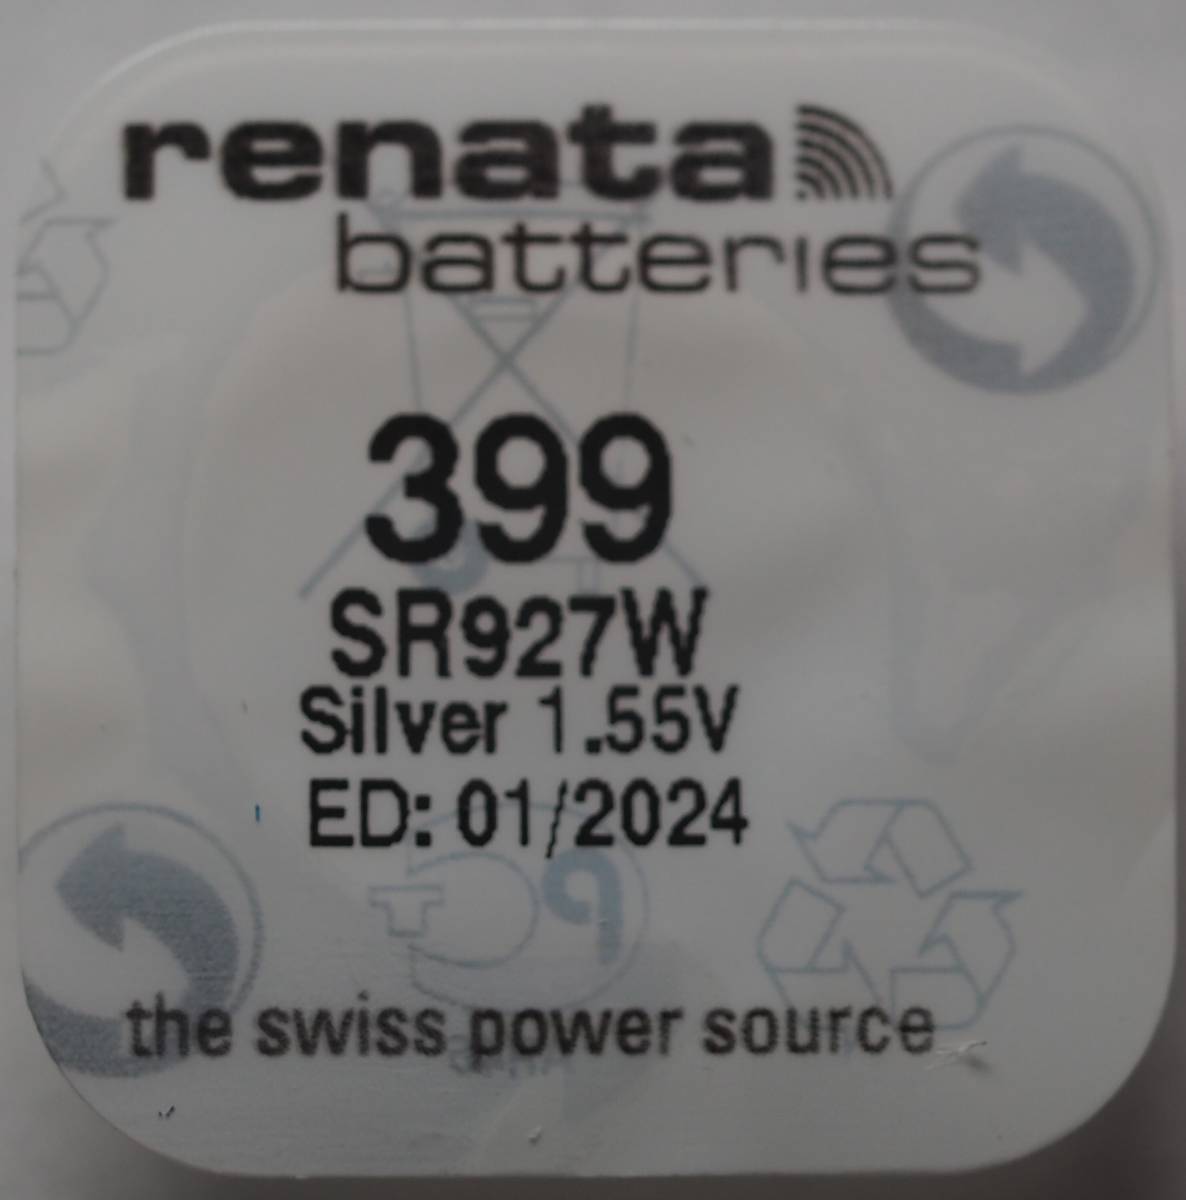 renata
batteries
399
SR927W
Silver 1.55V
ED: 01/2024
the swiss power source